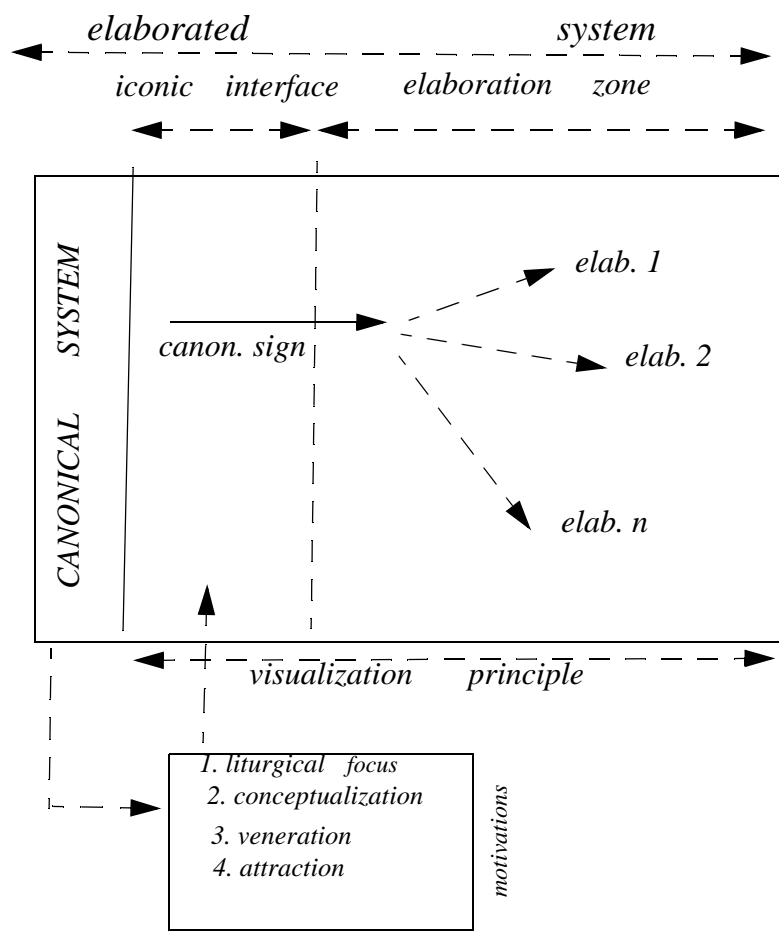 elaborated system
iconic interface elaboration zone
CANONICAL SYSTEM
elab. 1
canon. sign
elab. 2
elab. n
visualization principle
1. liturgical focus
2. conceptualization
3. veneration
4. attraction
motivations